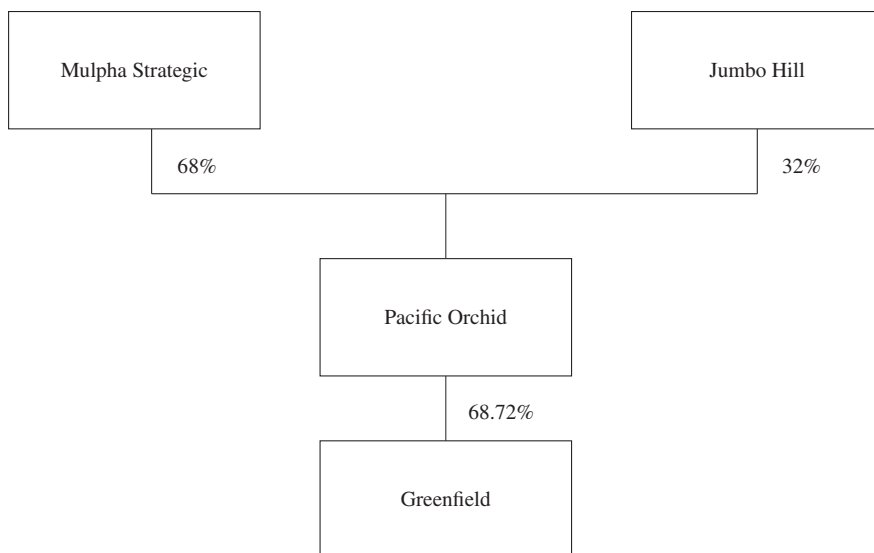 Mulpha Strategic
Jumbo Hill
68%
32%
Pacific Orchid
68.72%
Greenfield